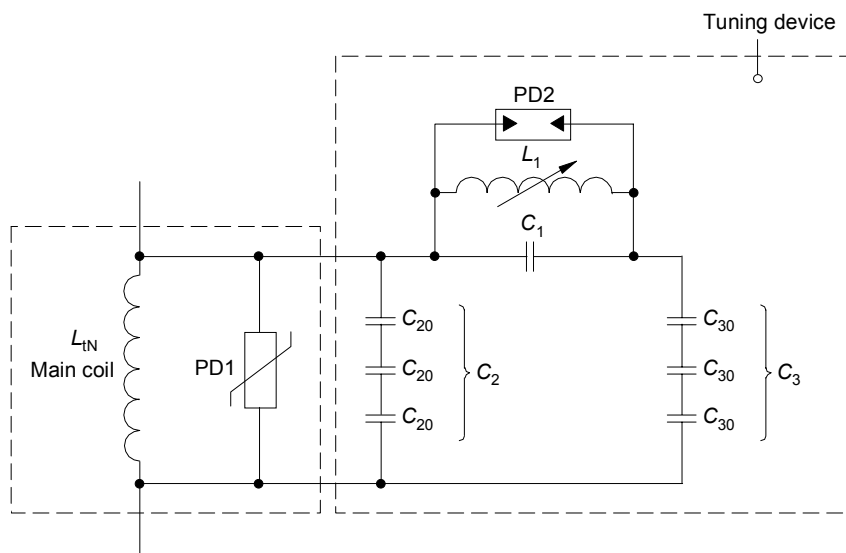 Tuning device
PD2
L1
C1
LtN
Main coil
PD1
C20
C20
C20
C2
C30
C30
C30
C3